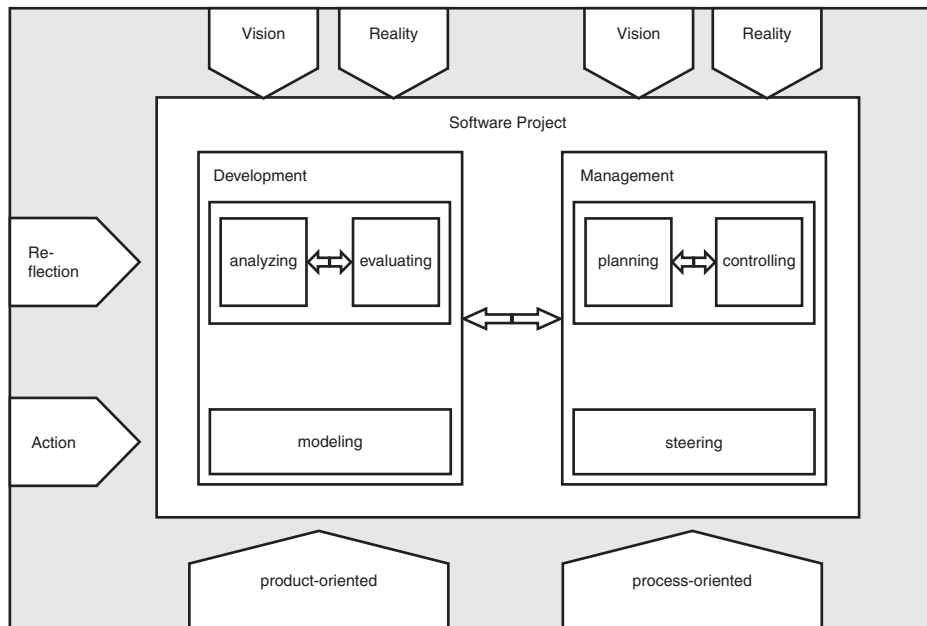 Vision
Reality
Vision
Reality
Software Project
Development
Management
Re-
flection
analyzing
evaluating
planning
controlling
Action
modeling
steering
product-oriented
process-oriented